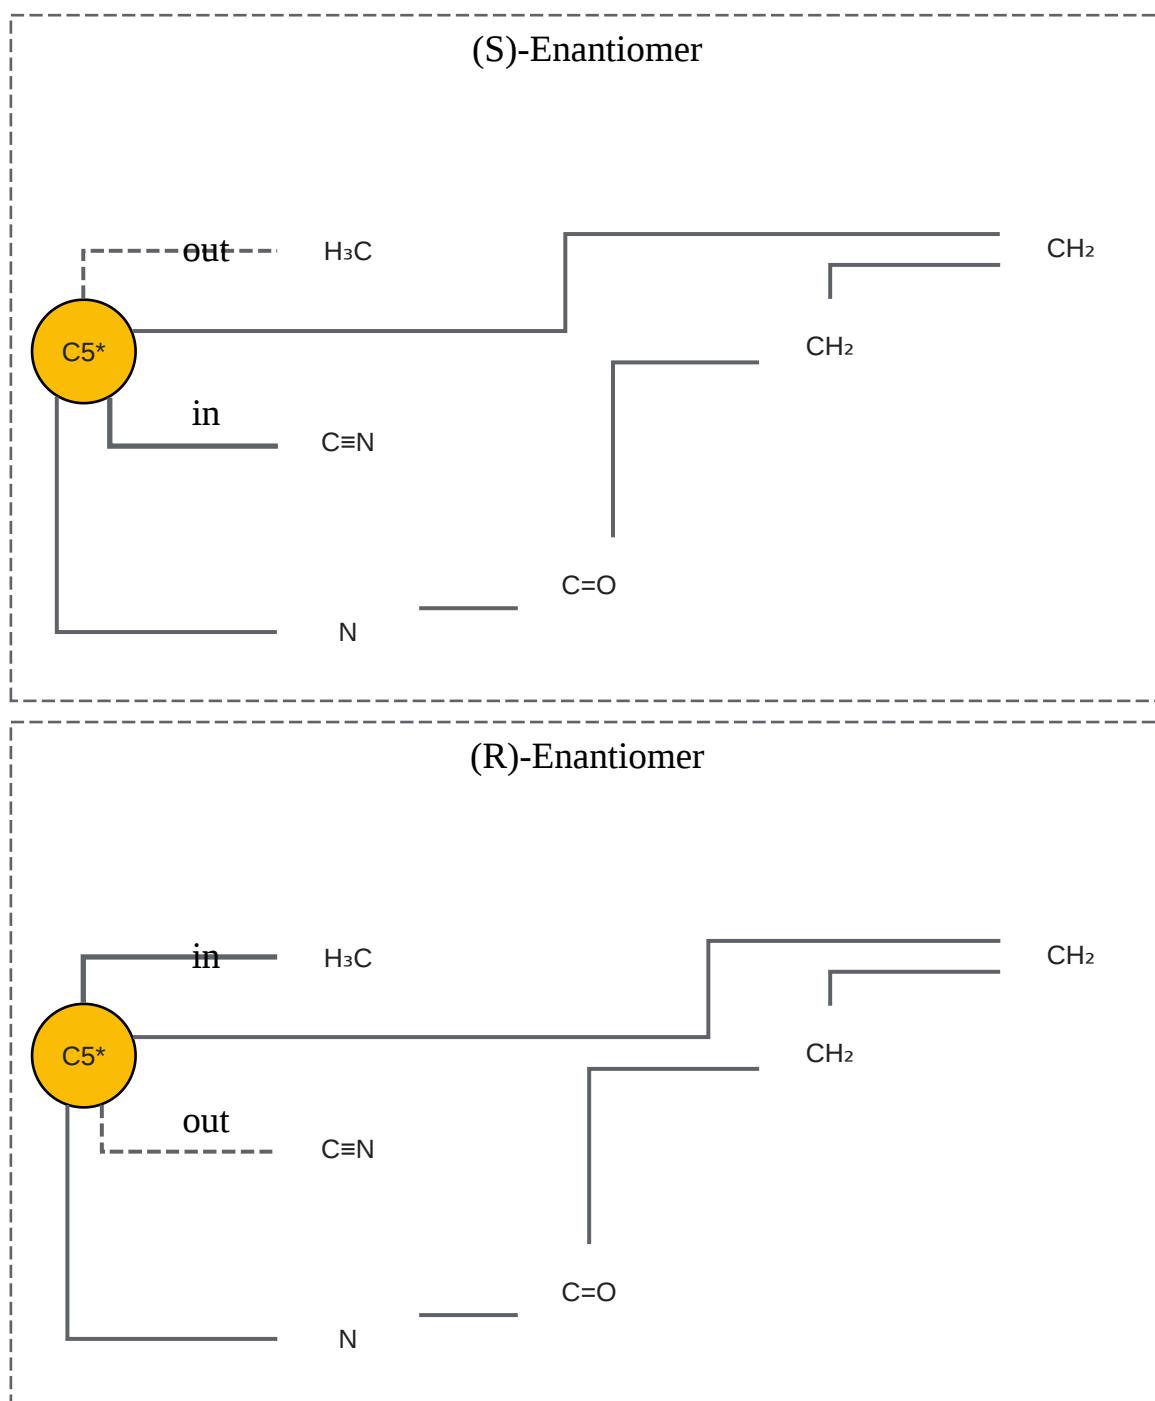 (S)-Enantiomer
out
H₃C
CH₂
C5*
CH₂
in
C≡N
C=O
N
(R)-Enantiomer
in
H₃C
CH₂
C5*
CH₂
out
C≡N
C=O
N